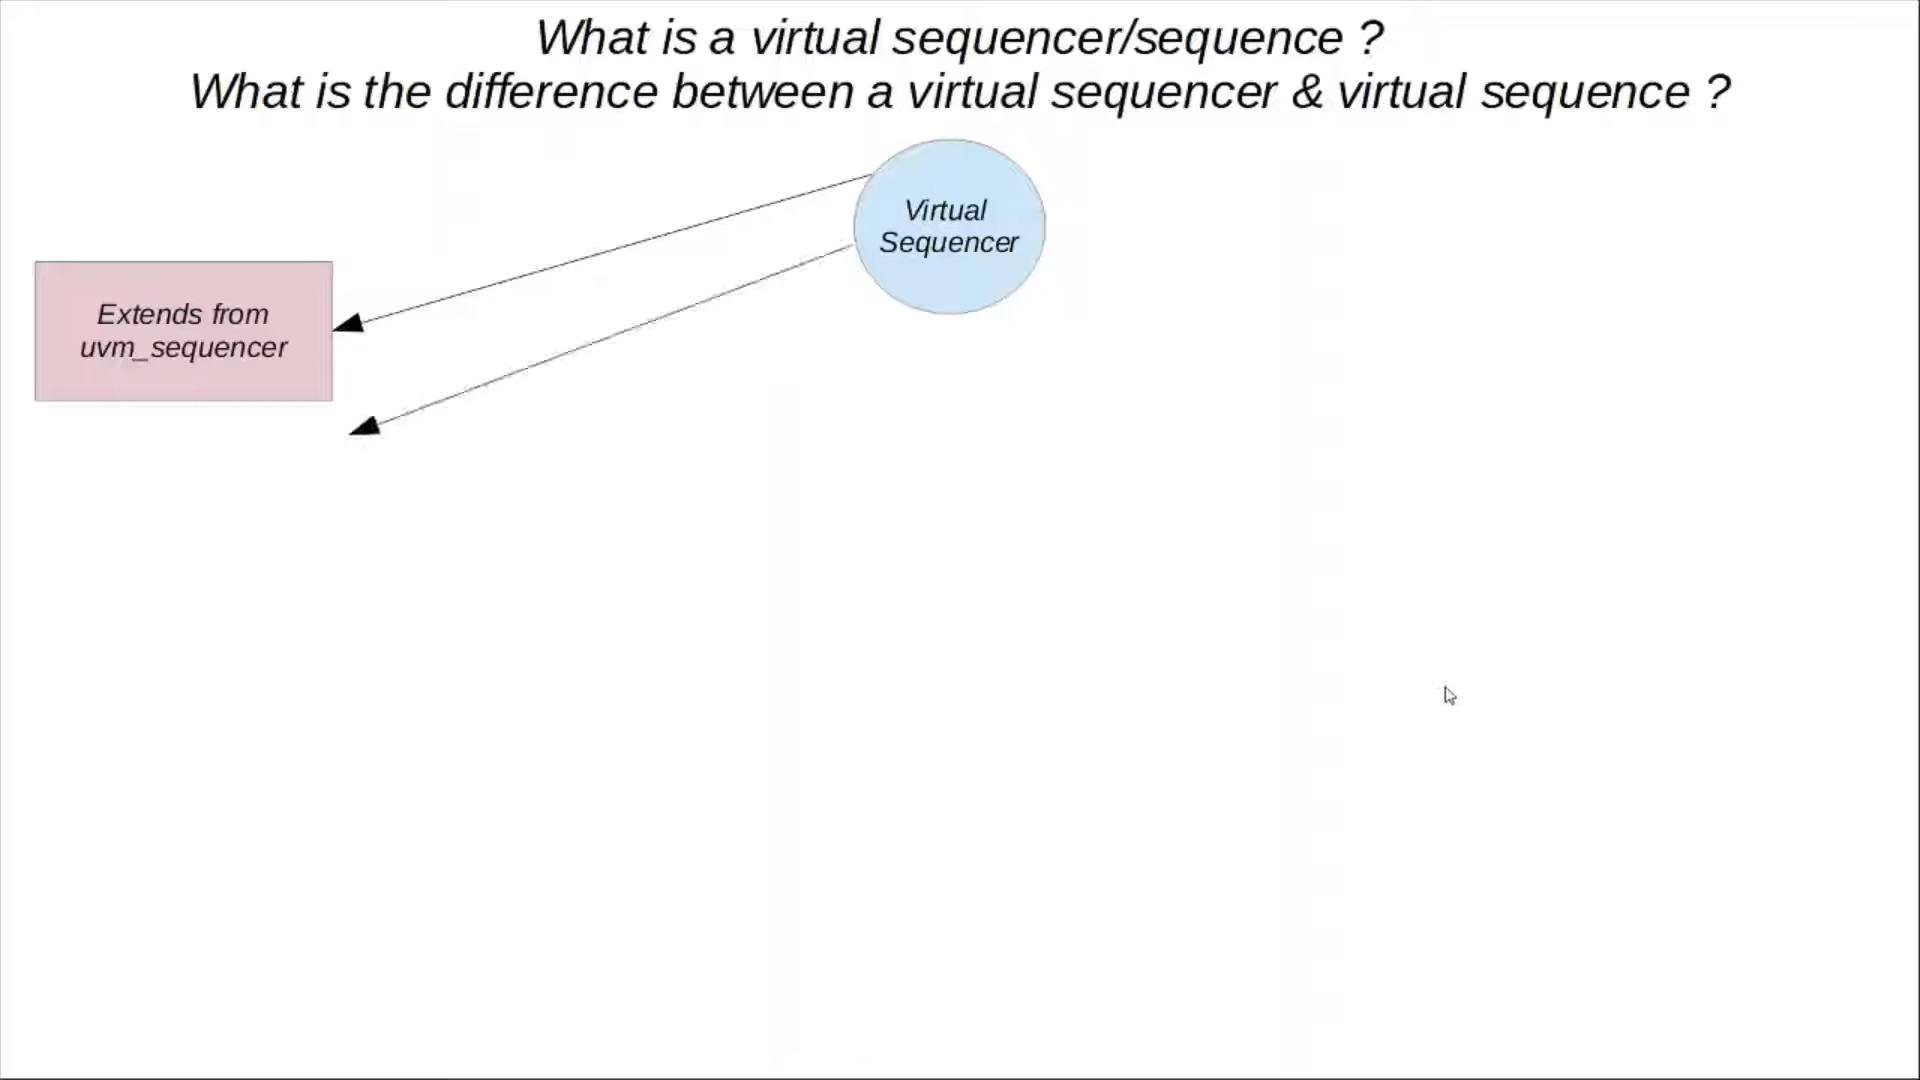 What is a virtual sequencer/sequence ?
What is the difference between a virtual sequencer & virtual sequence ?
Virtual
Sequencer
Extends from
uvm_sequencer